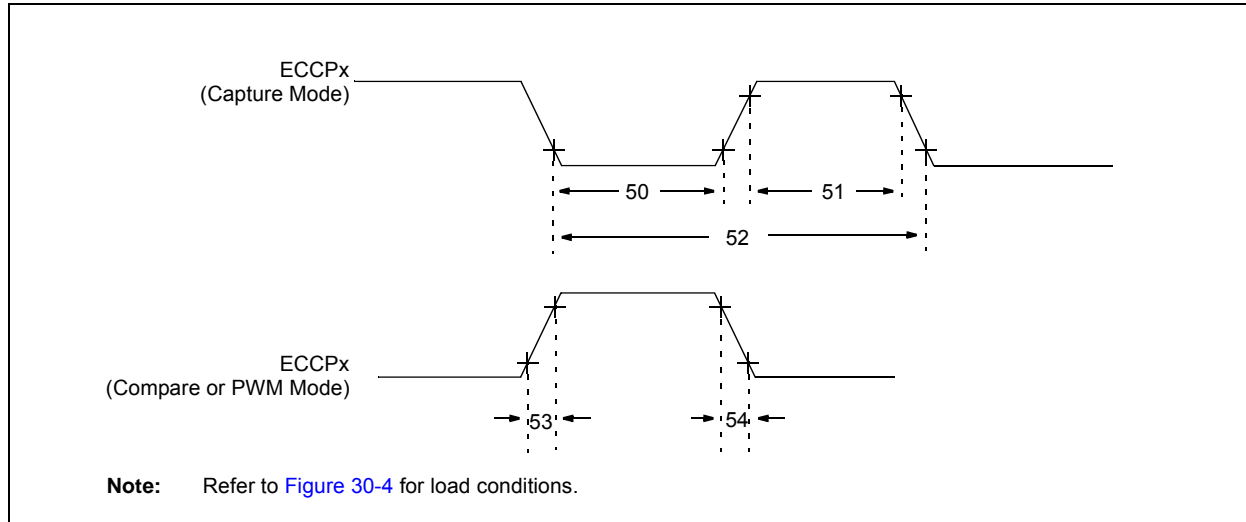 ECCPx
(Capture Mode)
50
51
52
ECCPx
(Compare or PWM Mode)
53
54
Note: Refer to Figure 30-4 for load conditions.